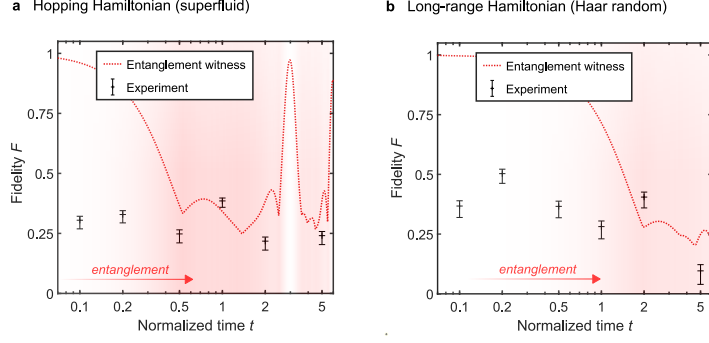 a Hopping Hamiltonian (superfluid)
1
0.75
0.5
0.25
0
Fidelity F
Entanglement witness
Experiment
entanglement
0.1 0.2 0.5 1 2 5
Normalized time t
b Long-range Hamiltonian (Haar random)
1
0.75
0.5
0.25
0
Fidelity F
Entanglement witness
Experiment
entanglement
0.1 0.2 0.5 1 2 5
Normalized time t